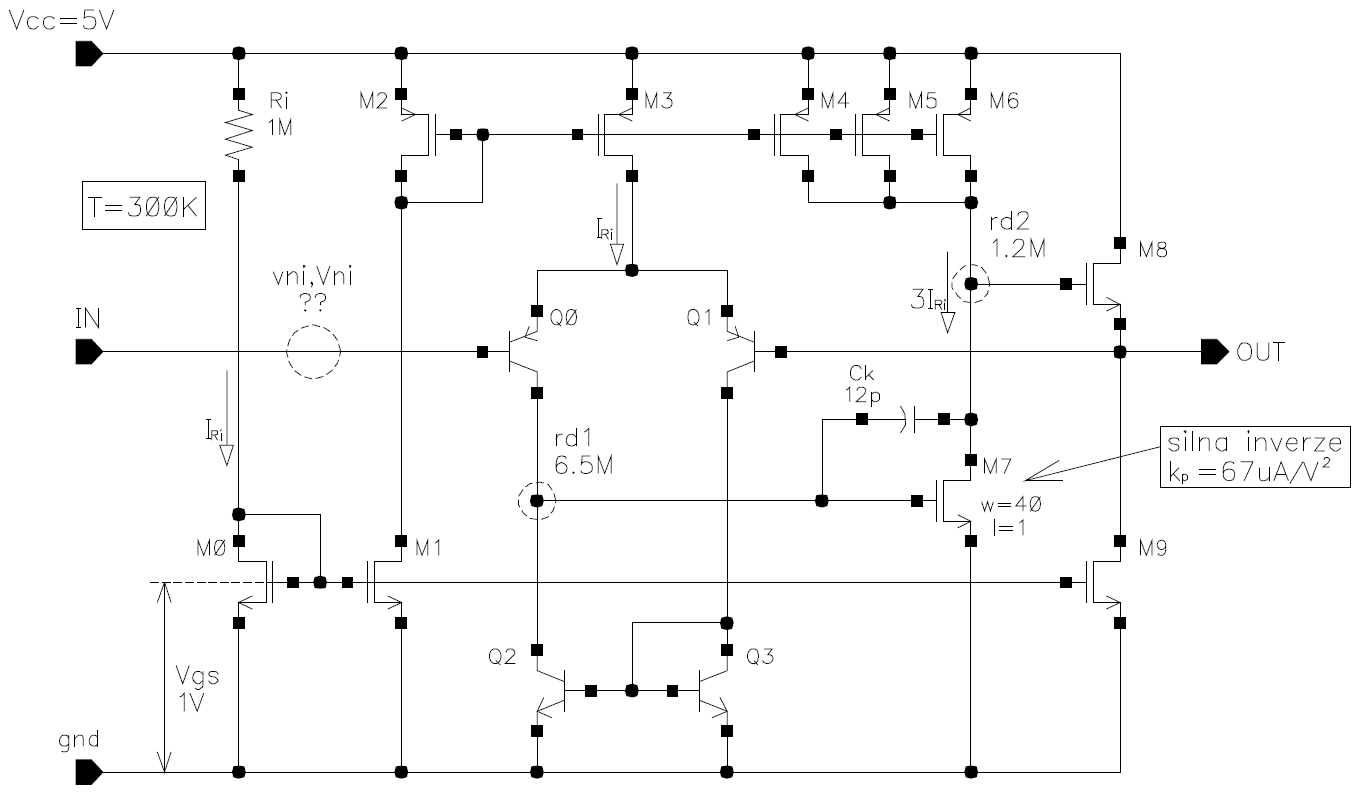 Vcc=5V
Ri
1M
M2
M3
M4
M5
M6
T=300K
IRi
rd2
1.2M
M8
vni,Vni
??
3IRi
IN
Q0
Q1
OUT
Ck
12p
IRi
rd1
6.5M
silna inverze
kp =67uA/V²
M7
w=40
l=1
M0
M1
M9
Vgs
1V
Q2
Q3
gnd